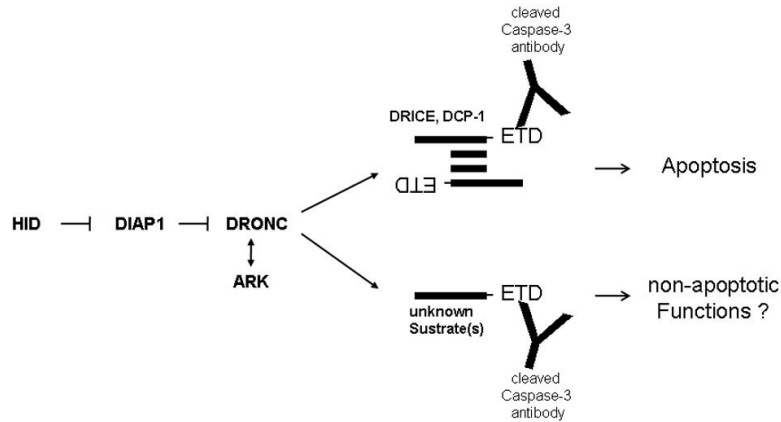 cleaved
Caspase-3
antibody
DRICE, DCP-1
ETD
ETD
Apoptosis
HID
DIAP1
DRONC
ARK
ETD
unknown
Sustrate(s)
non-apoptotic
Functions ?
cleaved
Caspase-3
antibody